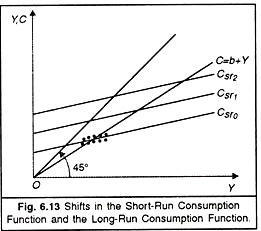 Y,C
C=b+Y
Csr2
Csr1
Csr0
45°
O
Y
Fig. 6.13 Shifts in the Short-Run Consumption
Function and the Long-Run Consumption Function.